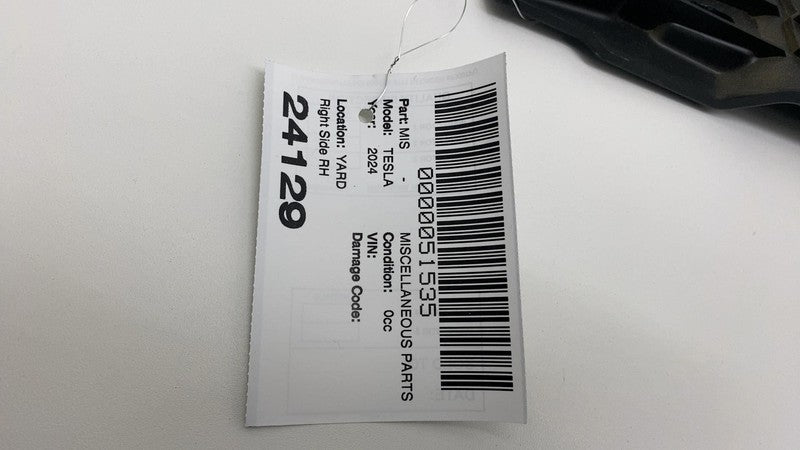 0000051535
Part: MIS - MISCELLANEOUS PARTS
Model: TESLA Condition: 0cc
Year: 2024 VIN:
Damage Code:
Location: YARD
Right Side RH
24129